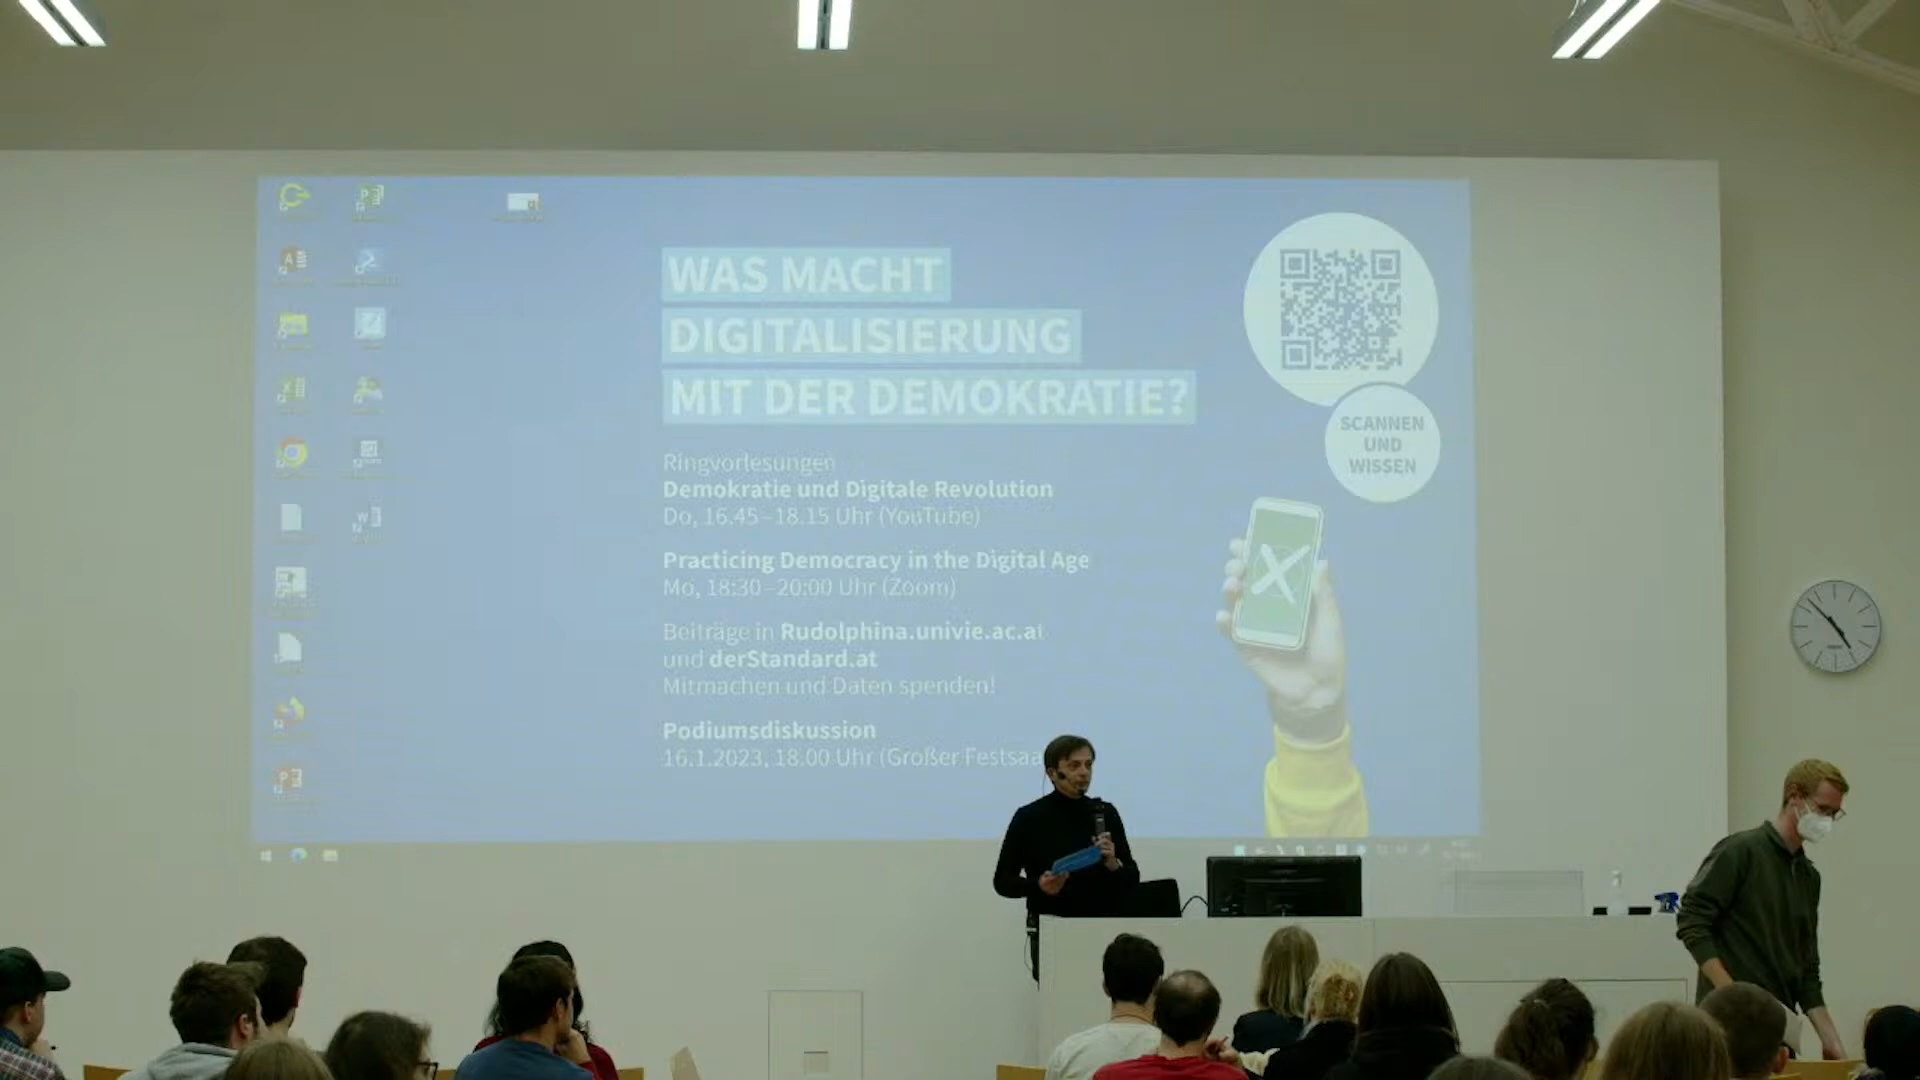 WAS MACHT
DIGITALISIERUNG
MIT DER DEMOKRATIE?
SCANNEN
UND
WISSEN
Ringvorlesungen
Demokratie und Digitale Revolution
Do, 16.45–18.15 Uhr (YouTube)
Practicing Democracy in the Digital Age
Mo, 18:30–20:00 Uhr (Zoom)
Beiträge in Rudolphina.univie.ac.at
und derStandard.at
Mitmachen und Daten spenden!
Podiumsdiskussion
16.1.2023, 18.00 Uhr (Großer Festsaa